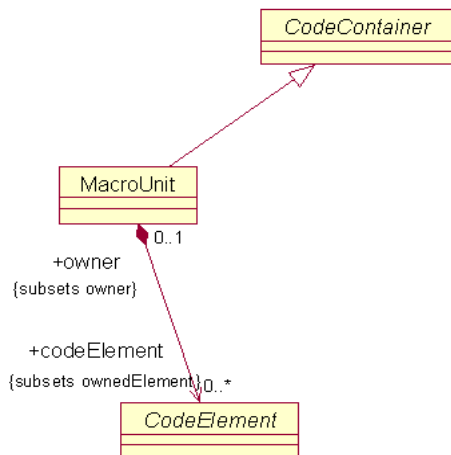 CodeContainer
MacroUnit
0..1
+owner
{subsets owner}
+codeElement
{subsets ownedElement}
0..*
CodeElement